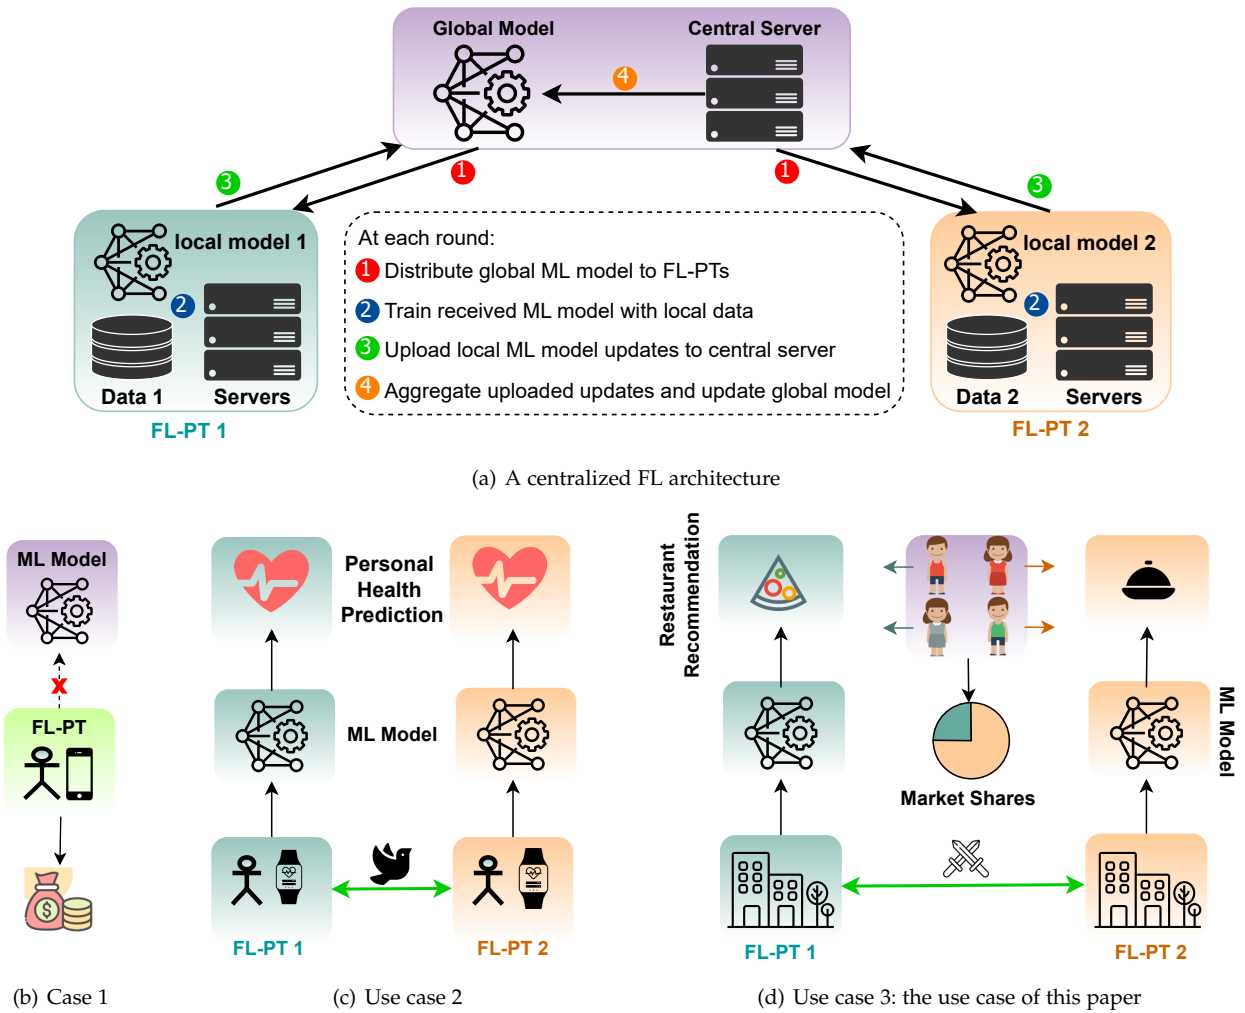 Global Model
Central Server
4
3
1
1
3
local model 1
2
Data 1
Servers
FL-PT 1
At each round:
1 Distribute global ML model to FL-PTs
2 Train received ML model with local data
3 Upload local ML model updates to central server
4 Aggregate uploaded updates and update global model
local model 2
2
Data 2
Servers
FL-PT 2
(a) A centralized FL architecture
ML Model
X
FL-PT
$
(b) Case 1
Personal
Health
Prediction
ML Model
FL-PT 1
FL-PT 2
(c) Use case 2
Restaurant
Recommendation
Market Shares
ML Model
FL-PT 1
FL-PT 2
(d) Use case 3: the use case of this paper